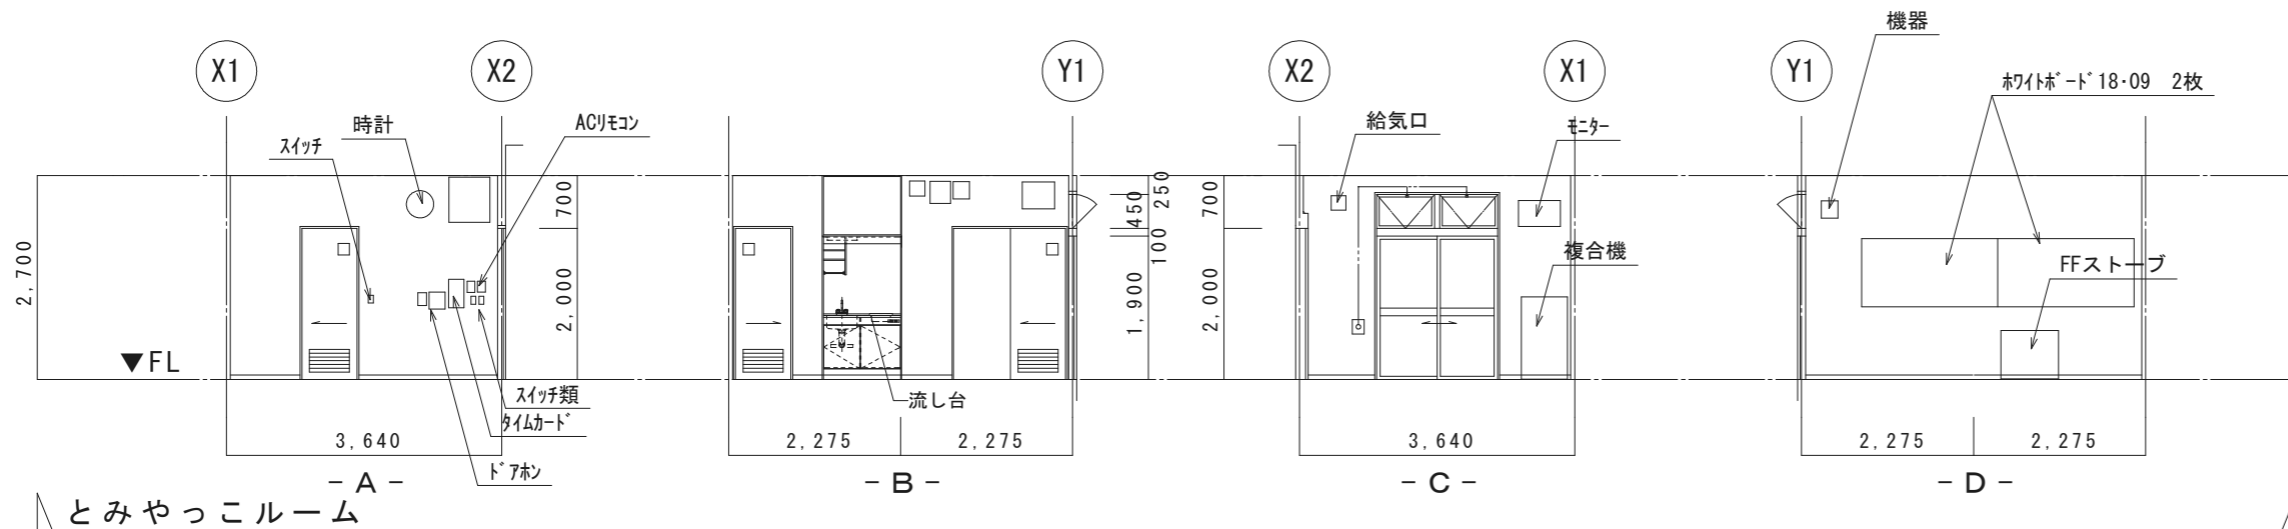 機器
X1
X2
Y1
X2
X1
Y1
ホワイトボード18・09 2枚
スイッチ
時計
ACリモコン
給気口
モニター
複合機
FFストーブ
2,700
700
2,000
450
250
100
1,900
700
2,000
▼FL
スイッチ類
タイムカード
ドアホン
流し台
3,640
2,275
2,275
3,640
2,275
2,275
- A -
- B -
- C -
- D -
とみやっこルーム